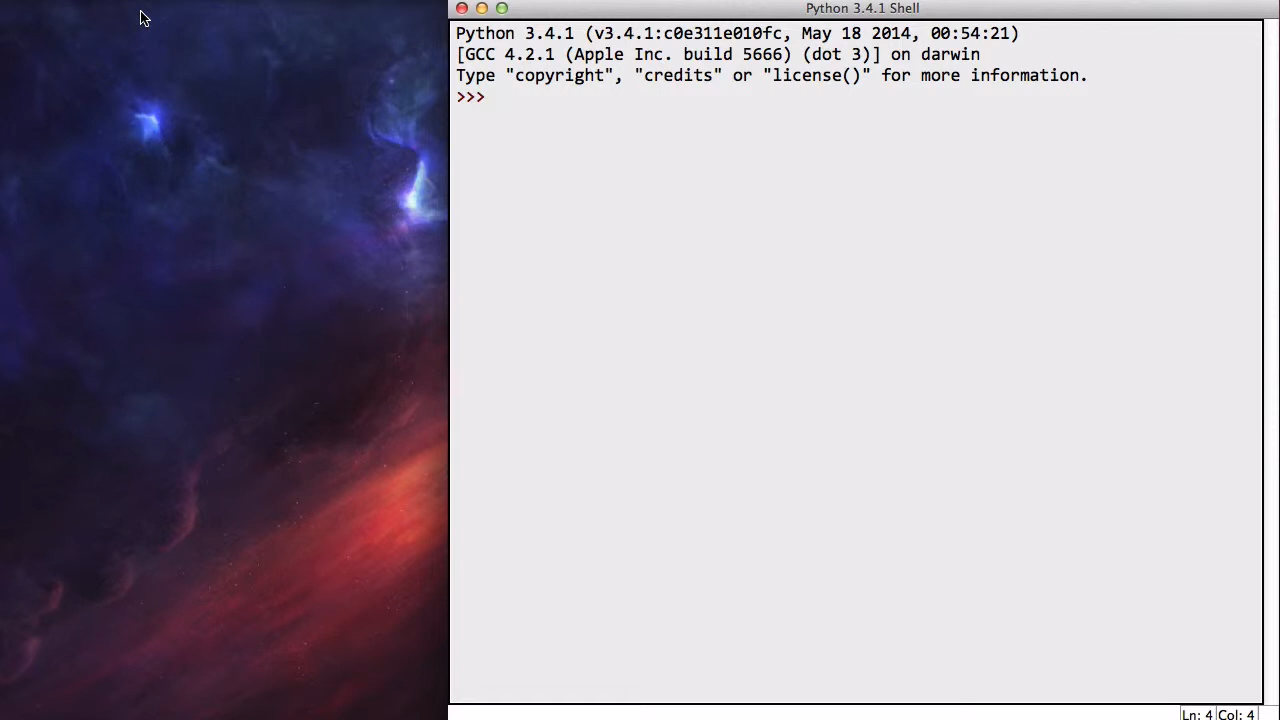 Python 3.4.1 Shell
Python 3.4.1 (v3.4.1:c0e311e010fc, May 18 2014, 00:54:21)
[GCC 4.2.1 (Apple Inc. build 5666) (dot 3)] on darwin
Type "copyright", "credits" or "license()" for more information.
>>>
Ln: 4 Col: 4